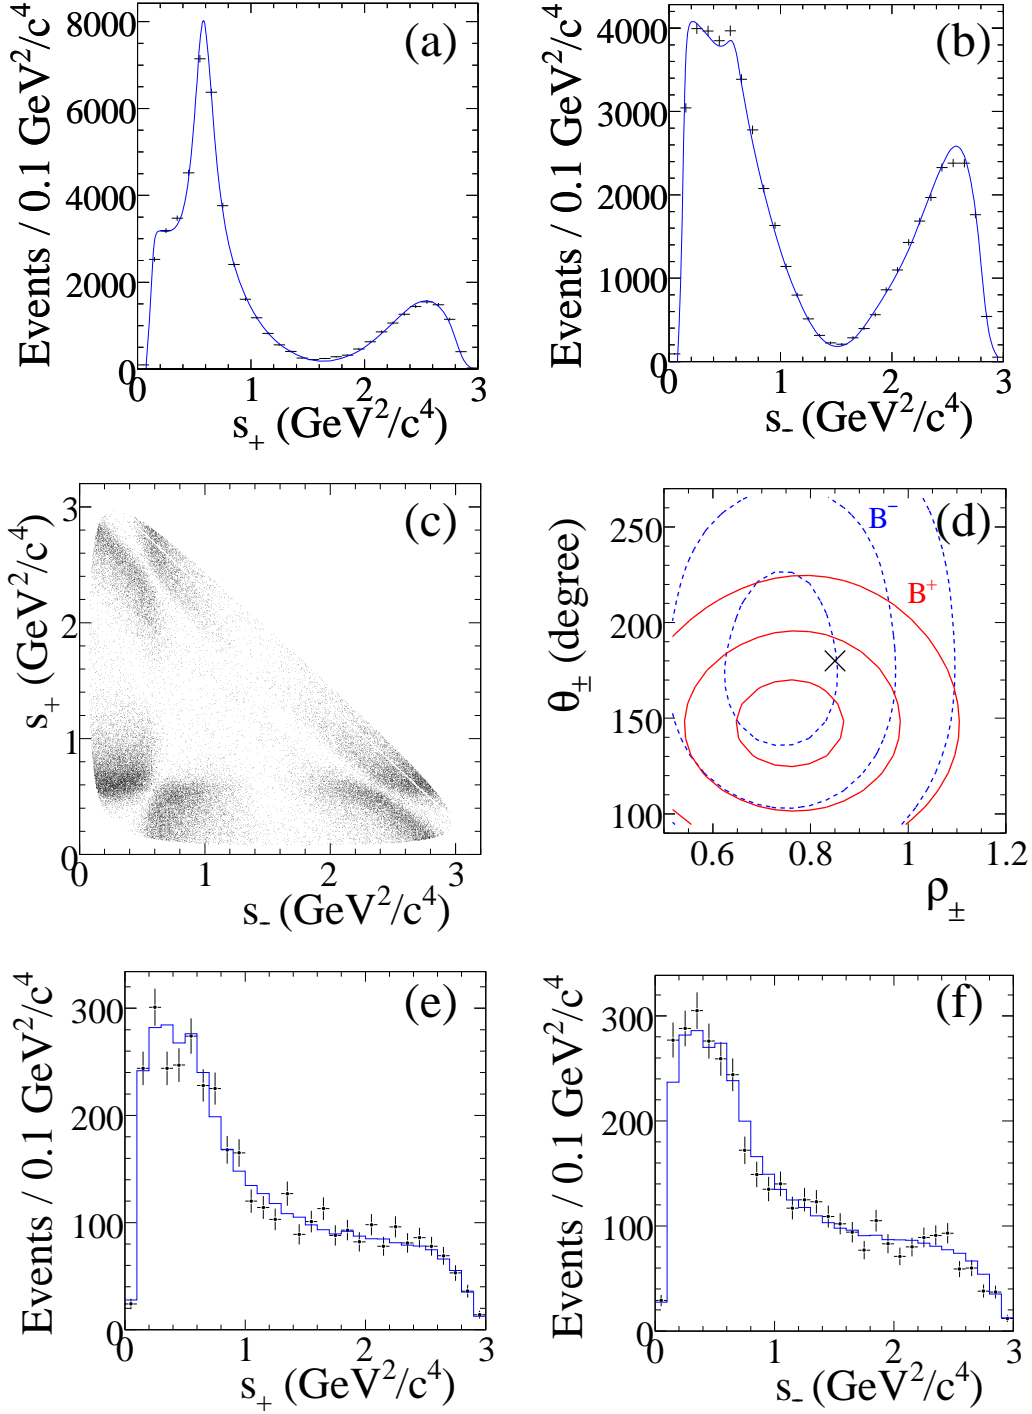 (a)
Events / 0.1 GeV²/c⁴
8000
6000
4000
2000
0
0 1 2 3
s₊ (GeV²/c⁴)
(b)
Events / 0.1 GeV²/c⁴
4000
3000
2000
1000
0
0 1 2 3
s₋ (GeV²/c⁴)
(c)
s₊ (GeV²/c⁴)
3
2
1
0
0 1 2 3
s₋ (GeV²/c⁴)
(d)
B⁻
B⁺
θ± (degree)
250
200
150
100
0.6 0.8 1 1.2
ρ±
(e)
Events / 0.1 GeV²/c⁴
300
200
100
0
0 1 2 3
s₊ (GeV²/c⁴)
(f)
Events / 0.1 GeV²/c⁴
300
200
100
0
0 1 2 3
s₋ (GeV²/c⁴)